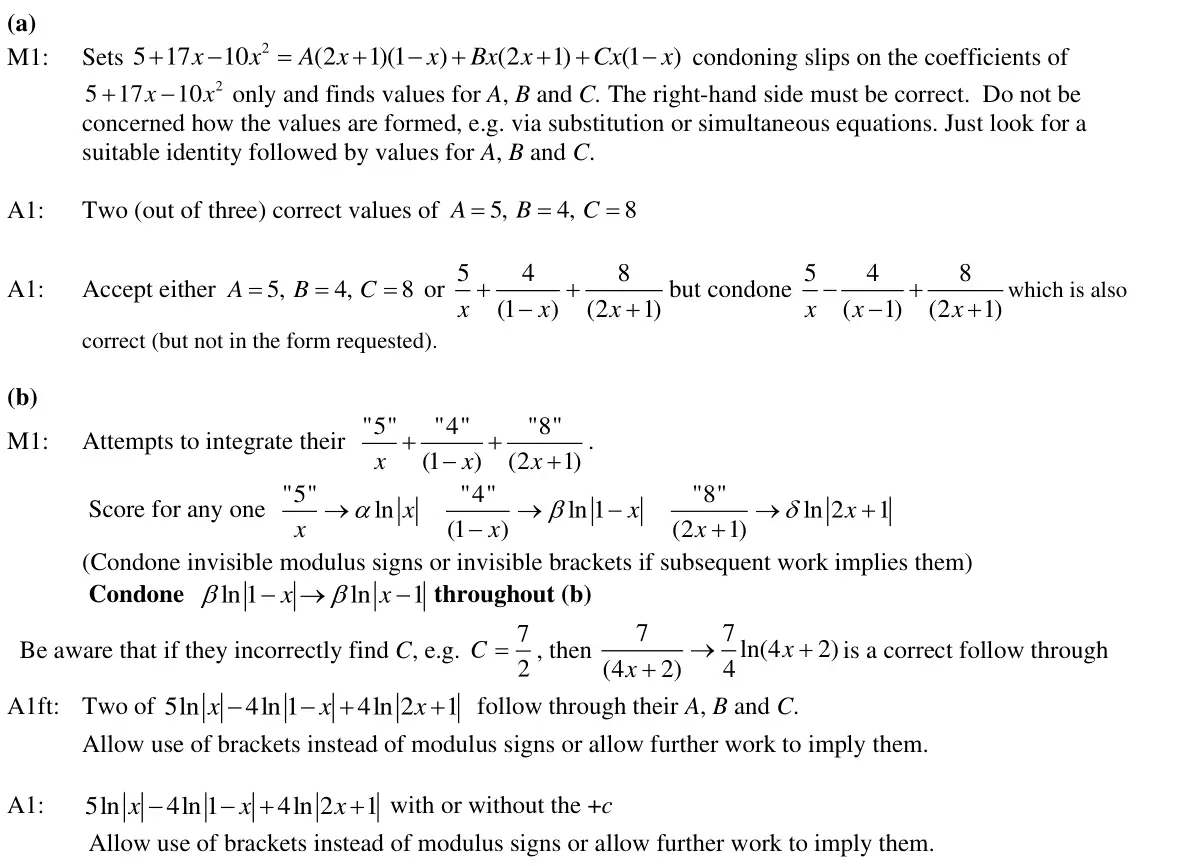 (a)
M1: Sets 5+17x−10x² = A(2x+1)(1−x)+Bx(2x+1)+Cx(1−x) condoning slips on the coefficients of
5+17x−10x² only and finds values for A, B and C. The right-hand side must be correct. Do not be
concerned how the values are formed, e.g. via substitution or simultaneous equations. Just look for a
suitable identity followed by values for A, B and C.
A1: Two (out of three) correct values of A = 5, B = 4, C = 8
A1: Accept either A = 5, B = 4, C = 8 or 5/x + 4/(1−x) + 8/(2x+1) but condone 5/x − 4/(x−1) + 8/(2x+1) which is also
correct (but not in the form requested).
(b)
M1: Attempts to integrate their "5"/x + "4"/(1−x) + "8"/(2x+1) .
Score for any one "5"/x → α ln|x| "4"/(1−x) → β ln|1−x| "8"/(2x+1) → δ ln|2x+1|
(Condone invisible modulus signs or invisible brackets if subsequent work implies them)
Condone β ln|1−x| → β ln|x−1| throughout (b)
Be aware that if they incorrectly find C, e.g. C = 7/2 , then 7/(4x+2) → 7/4 ln(4x+2) is a correct follow through
A1ft: Two of 5ln|x|−4ln|1−x|+4ln|2x+1| follow through their A, B and C.
Allow use of brackets instead of modulus signs or allow further work to imply them.
A1: 5ln|x|−4ln|1−x|+4ln|2x+1| with or without the +c
Allow use of brackets instead of modulus signs or allow further work to imply them.